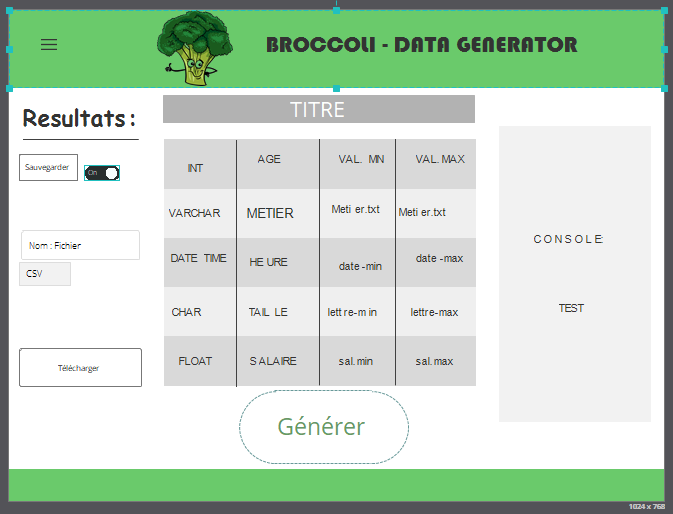 BROCCOLI - DATA GENERATOR
Resultats :
Sauvegarder
On
Nom : Fichier
CSV
Télécharger
TITRE
INT AGE VAL. MN VAL. MAX
VARCHAR METIER Metier.txt Metier.txt
DATE TIME HEURE date-min date-max
CHAR TAILLE lettre-min lettre-max
FLOAT SALAIRE sal.min sal.max
Générer
CONSOLE:
TEST
1024 x 768